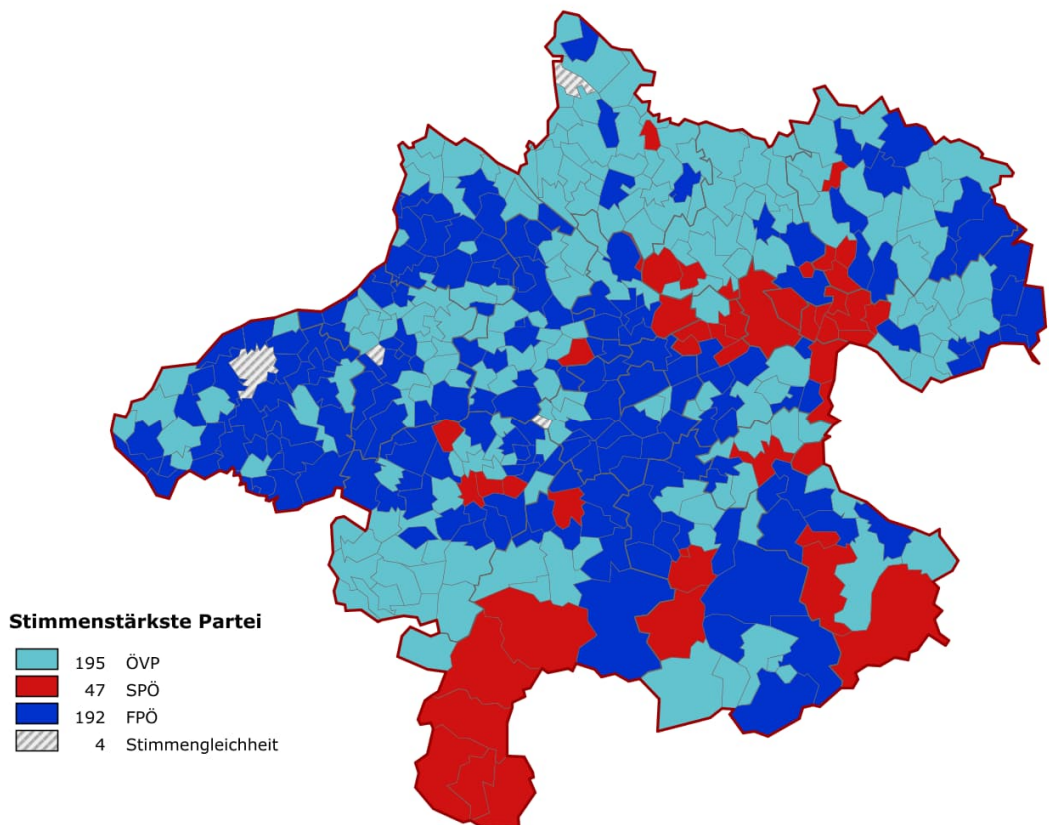 Stimmenstärkste Partei
195 ÖVP
47 SPÖ
192 FPÖ
4 Stimmengleichheit